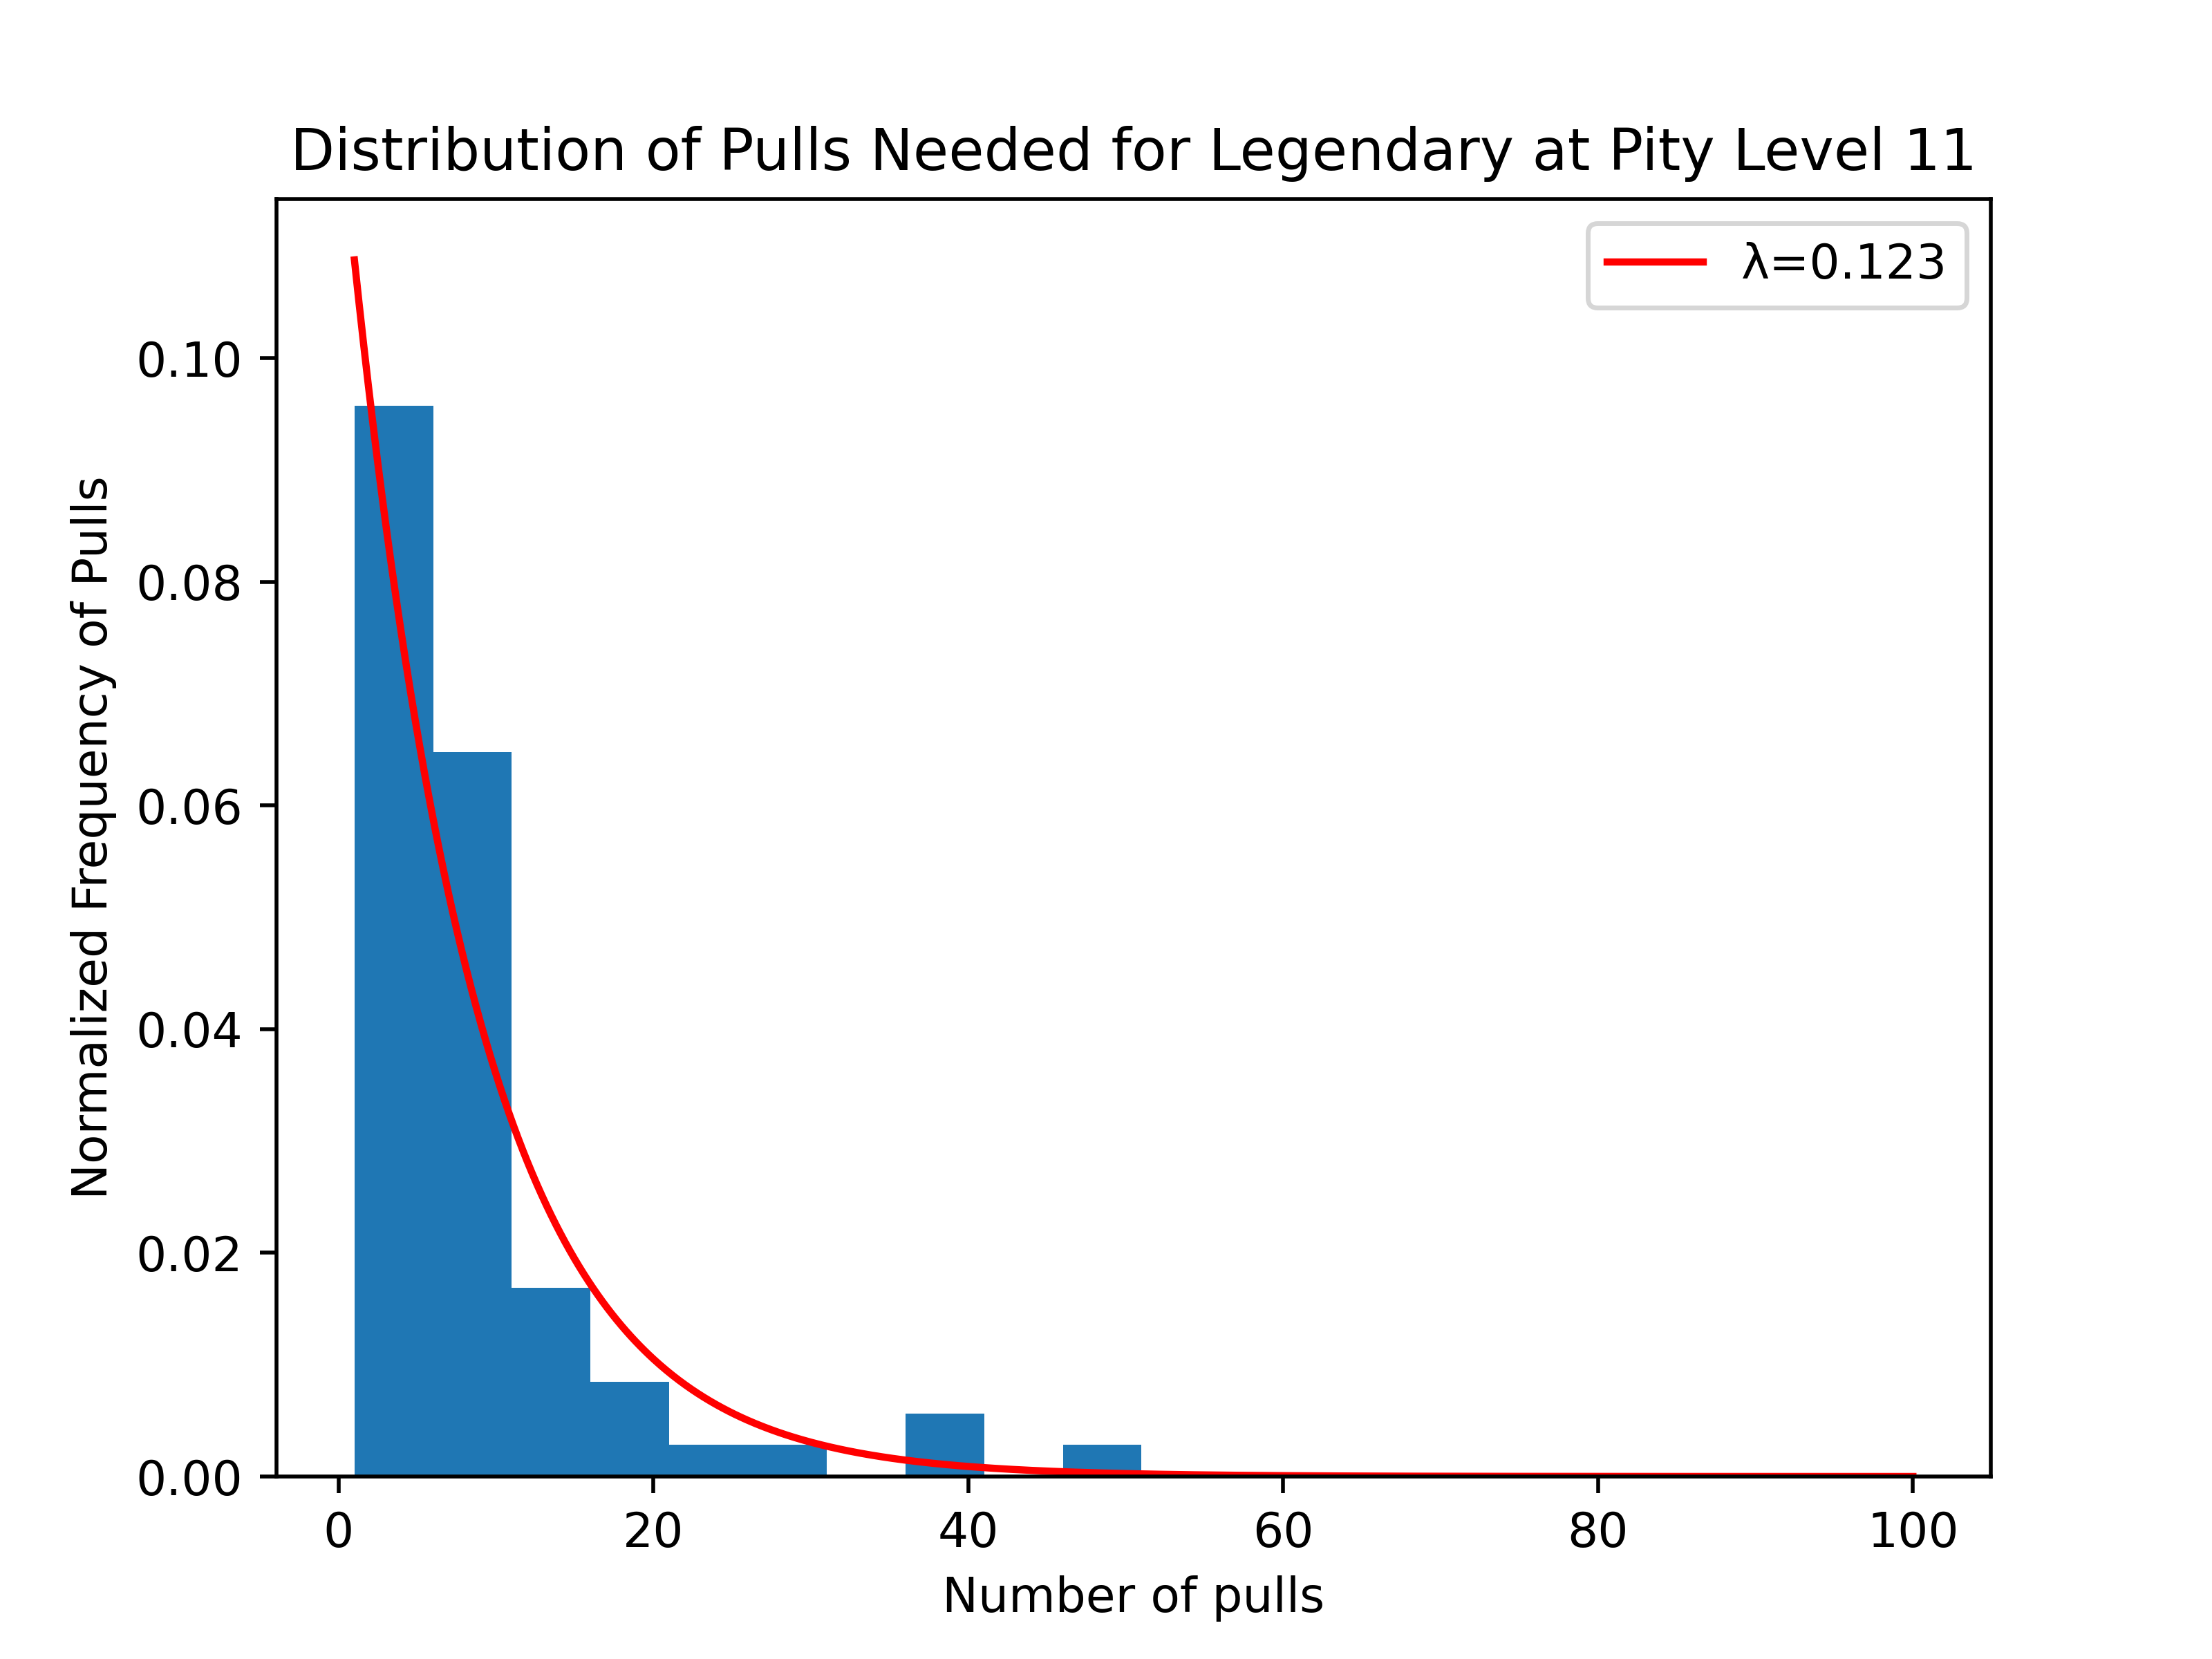 Distribution of Pulls Needed for Legendary at Pity Level 11
λ=0.123
Normalized Frequency of Pulls
0.10
0.08
0.06
0.04
0.02
0.00
0 20 40 60 80 100
Number of pulls